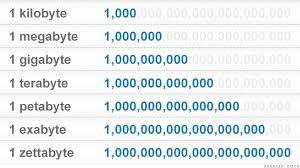 1 kilobyte 1,000
1 megabyte 1,000,000
1 gigabyte 1,000,000,000
1 terabyte 1,000,000,000,000
1 petabyte 1,000,000,000,000,000
1 exabyte 1,000,000,000,000,000,000
1 zettabyte 1,000,000,000,000,000,000,000